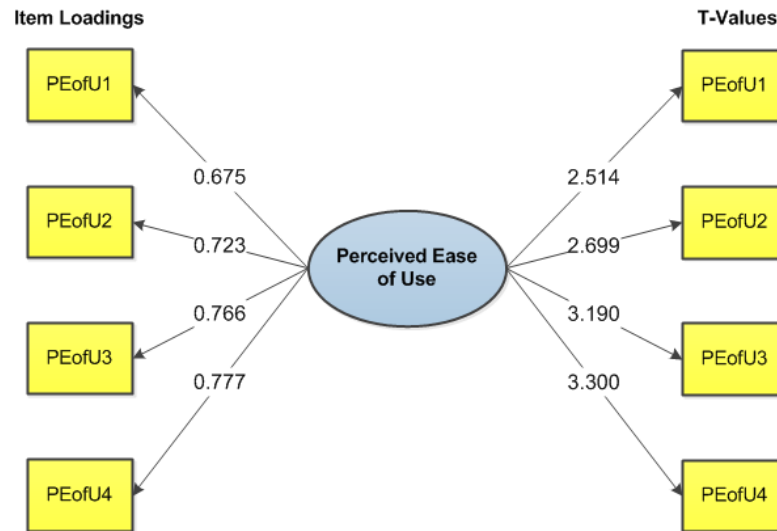 Item Loadings
T-Values
PEofU1
PEofU1
0.675
2.514
PEofU2
PEofU2
0.723
2.699
Perceived Ease
of Use
0.766
3.190
PEofU3
PEofU3
0.777
3.300
PEofU4
PEofU4